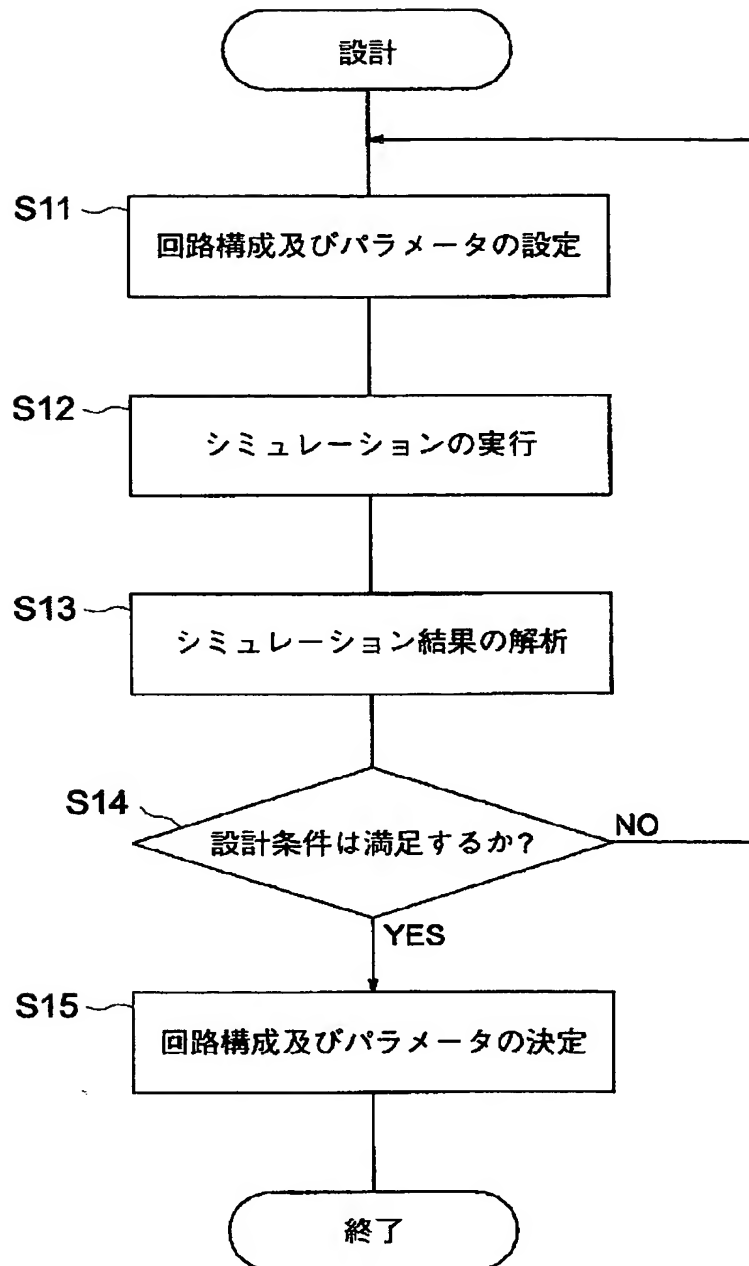 設計
S11
回路構成及びパラメータの設定
S12
シミュレーションの実行
S13
シミュレーション結果の解析
S14
設計条件は満足するか?
NO
YES
S15
回路構成及びパラメータの決定
終了